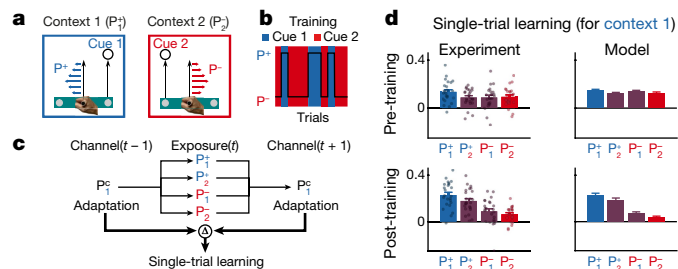 a
Context 1 (P₁⁺)
Cue 1
P⁺
Context 2 (P₂⁻)
Cue 2
P⁻
b
Training
Cue 1 Cue 2
P⁺
P⁻
Trials
c
Channel(t − 1) Exposure(t) Channel(t + 1)
P₁⁺
P₂⁺
P₁ᶜ P₁ᶜ
P₁⁻
P₂⁻
Adaptation Adaptation
Δ
Single-trial learning
d
Single-trial learning (for context 1)
Experiment Model
Pre-training
0.4
0
P₁⁺ P₂⁺ P₁⁻ P₂⁻
P₁⁺ P₂⁺ P₁⁻ P₂⁻
Post-training
0.4
0
P₁⁺ P₂⁺ P₁⁻ P₂⁻
P₁⁺ P₂⁺ P₁⁻ P₂⁻